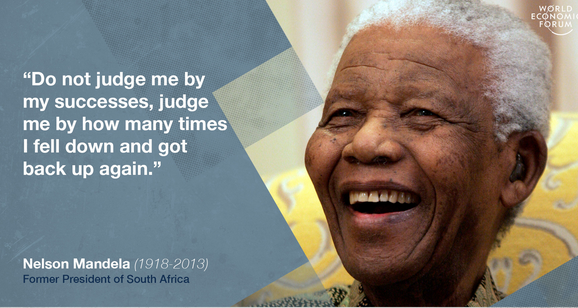 “Do not judge me by
my successes, judge
me by how many times
I fell down and got
back up again.”
Nelson Mandela (1918-2013)
Former President of South Africa
WORLD
ECONOMIC
FORUM